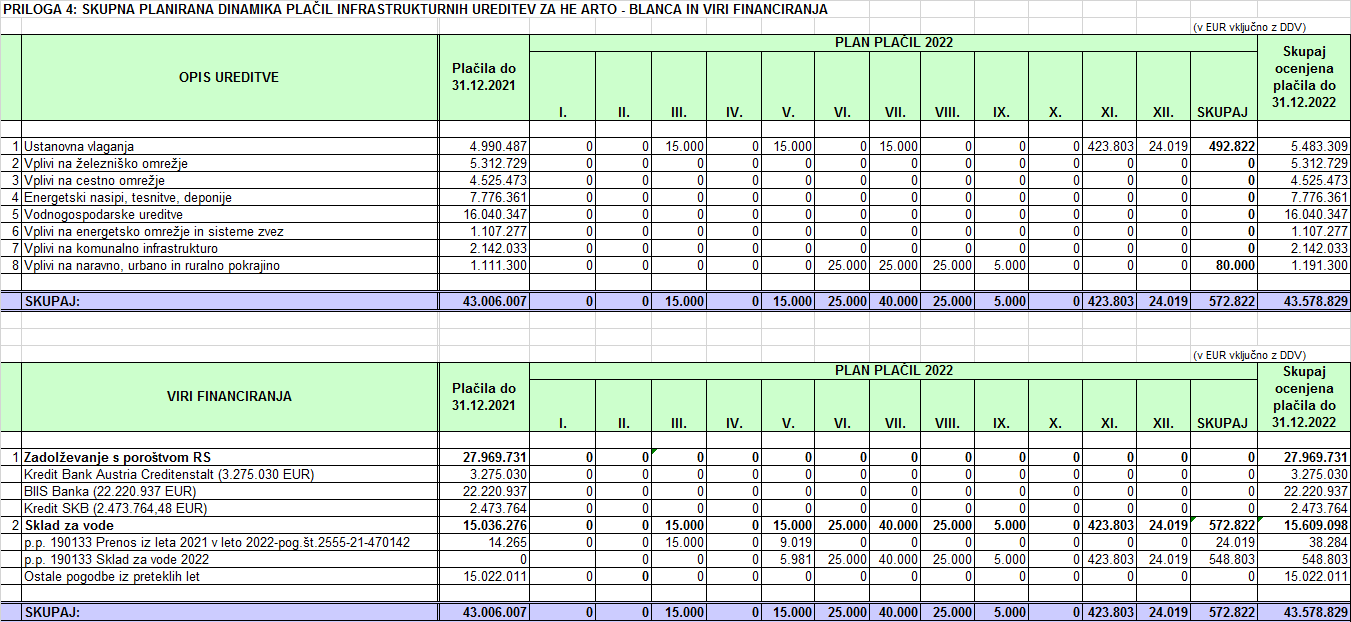 PRILOGA 4: SKUPNA PLANIRANA DINAMIKA PLAČIL INFRASTRUKTURNIH UREDITEV ZA HE ARTO - BLANCA IN VIRI FINANCIRANJA
(v EUR vključno z DDV)
OPIS UREDITVE Plačila do 31.12.2021 PLAN PLAČIL 2022 Skupaj ocenjena plačila do 31.12.2022
I. II. III. IV. V. VI. VII. VIII. IX. X. XI. XII. SKUPAJ
1 Ustanovna vlaganja 4.990.487 0 0 15.000 0 15.000 0 15.000 0 0 0 423.803 24.019 492.822 5.483.309
2 Vplivi na železniško omrežje 5.312.729 0 0 0 0 0 0 0 0 0 0 0 0 0 5.312.729
3 Vplivi na cestno omrežje 4.525.473 0 0 0 0 0 0 0 0 0 0 0 0 0 4.525.473
4 Energetski nasipi, tesnitve, deponije 7.776.361 0 0 0 0 0 0 0 0 0 0 0 0 0 7.776.361
5 Vodnogospodarske ureditve 16.040.347 0 0 0 0 0 0 0 0 0 0 0 0 0 16.040.347
6 Vplivi na energetsko omrežje in sisteme zvez 1.107.277 0 0 0 0 0 0 0 0 0 0 0 0 0 1.107.277
7 Vplivi na komunalno infrastrukturo 2.142.033 0 0 0 0 0 0 0 0 0 0 0 0 0 2.142.033
8 Vplivi na naravno, urbano in ruralno pokrajino 1.111.300 0 0 0 0 0 25.000 25.000 25.000 5.000 0 0 0 80.000 1.191.300
SKUPAJ: 43.006.007 0 0 15.000 0 15.000 25.000 40.000 25.000 5.000 0 423.803 24.019 572.822 43.578.829
(v EUR vključno z DDV)
VIRI FINANCIRANJA Plačila do 31.12.2021 PLAN PLAČIL 2022 Skupaj ocenjena plačila do 31.12.2022
I. II. III. IV. V. VI. VII. VIII. IX. X. XI. XII. SKUPAJ
1 Zadolževanje s poroštvom RS 27.969.731 0 0 0 0 0 0 0 0 0 0 0 0 0 27.969.731
Kredit Bank Austria Creditenstalt (3.275.030 EUR) 3.275.030 0 0 0 0 0 0 0 0 0 0 0 0 0 3.275.030
BIIS Banka (22.220.937 EUR) 22.220.937 0 0 0 0 0 0 0 0 0 0 0 0 0 22.220.937
Kredit SKB (2.473.764,48 EUR) 2.473.764 0 0 0 0 0 0 0 0 0 0 0 0 0 2.473.764
2 Sklad za vode 15.036.276 0 0 15.000 0 15.000 25.000 40.000 25.000 5.000 0 423.803 24.019 572.822 15.609.098
p.p. 190133 Prenos iz leta 2021 v leto 2022-pog.št.2555-21-470142 14.265 0 0 15.000 0 9.019 0 0 0 0 0 0 0 24.019 38.284
p.p. 190133 Sklad za vode 2022 0 0 0 0 0 5.981 25.000 40.000 25.000 5.000 0 423.803 24.019 548.803 548.803
Ostale pogodbe iz preteklih let 15.022.011 0 0 0 0 0 0 0 0 0 0 0 0 0 15.022.011
SKUPAJ: 43.006.007 0 0 15.000 0 15.000 25.000 40.000 25.000 5.000 0 423.803 24.019 572.822 43.578.829